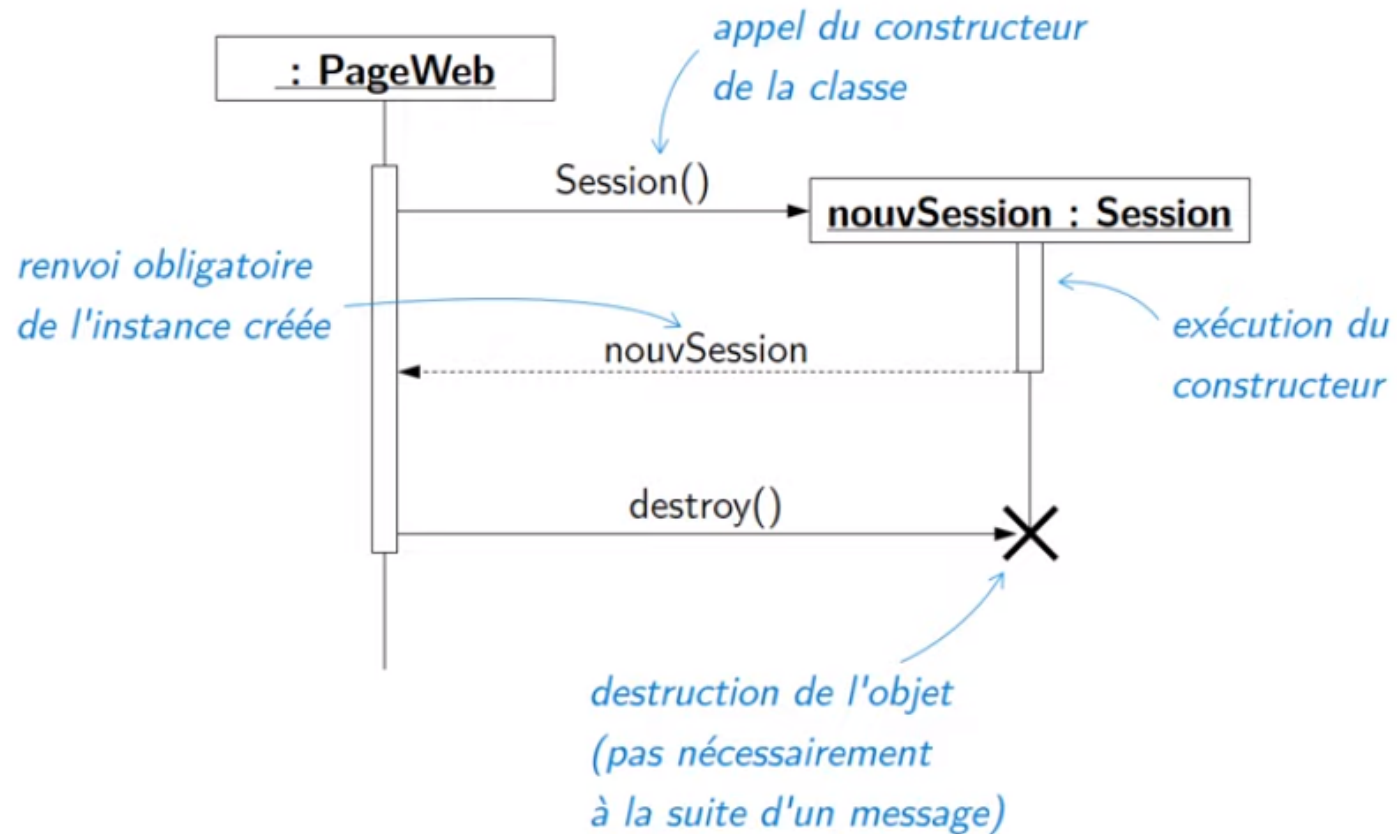 appel du constructeur
de la classe
: PageWeb
Session()
nouvSession : Session
renvoi obligatoire
de l'instance créée
exécution du
constructeur
nouvSession
destroy()
destruction de l'objet
(pas nécessairement
à la suite d'un message)